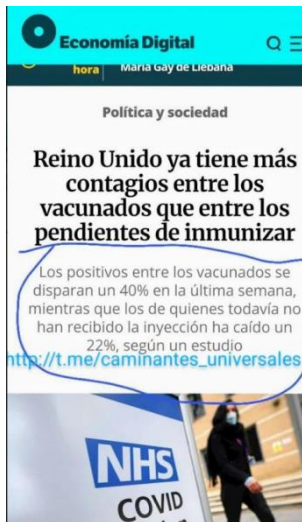 Economía Digital
hora María Gay de Liébana
Política y sociedad
Reino Unido ya tiene más
contagios entre los
vacunados que entre los
pendientes de inmunizar
Los positivos entre los vacunados se
disparan un 40% en la última semana,
mientras que los de quienes todavía no
han recibido la inyección ha caído un
22%, según un estudio
http://t.me/caminantes_universales
NHS
COVID